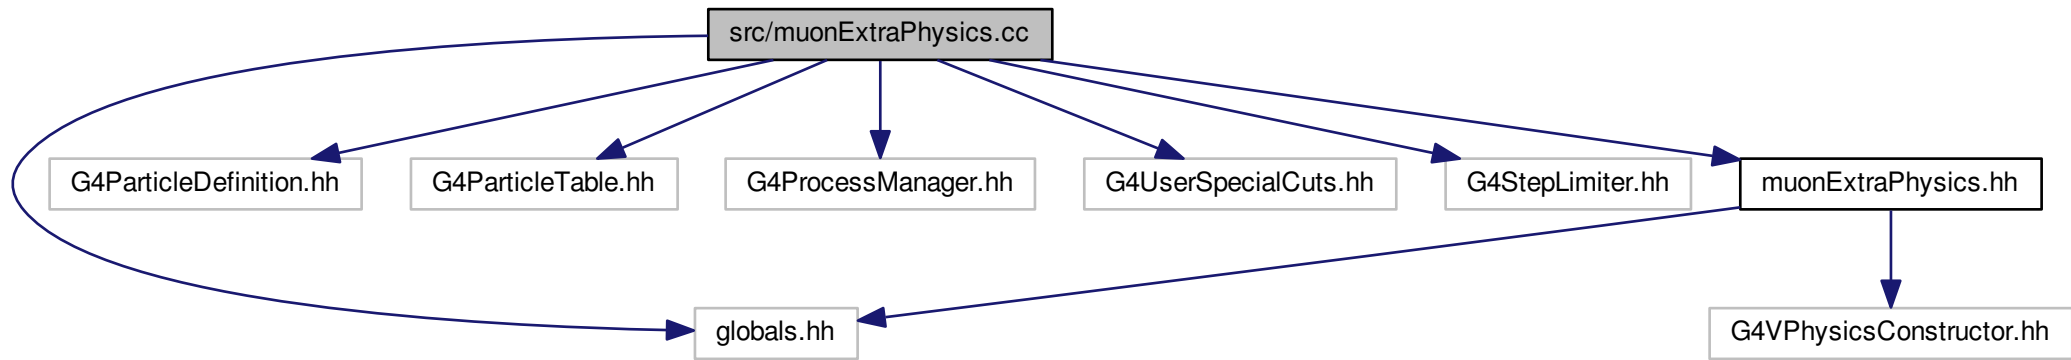 src/muonExtraPhysics.cc
G4ParticleDefinition.hh
G4ParticleTable.hh
G4ProcessManager.hh
G4UserSpecialCuts.hh
G4StepLimiter.hh
muonExtraPhysics.hh
globals.hh
G4VPhysicsConstructor.hh